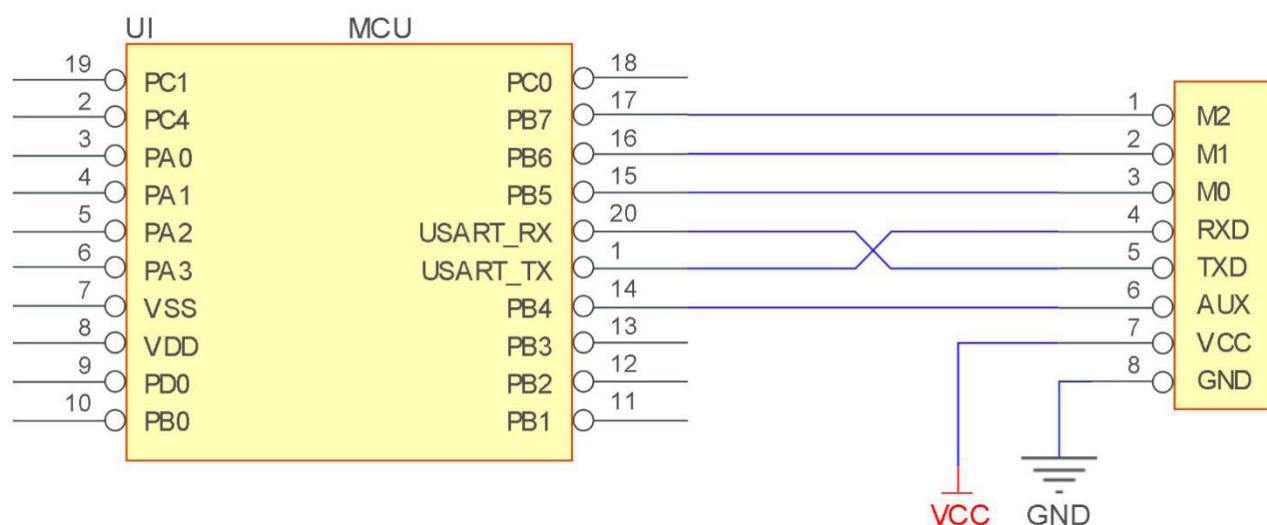 UI MCU
19 PC1 PC0 18
2 PC4 PB7 17 1 M2
3 PA0 PB6 16 2 M1
4 PA1 PB5 15 3 M0
5 PA2 USART_RX 20 4 RXD
6 PA3 USART_TX 1 5 TXD
7 VSS PB4 14 6 AUX
8 VDD PB3 13 7 VCC
9 PD0 PB2 12 8 GND
10 PB0 PB1 11
VCC GND